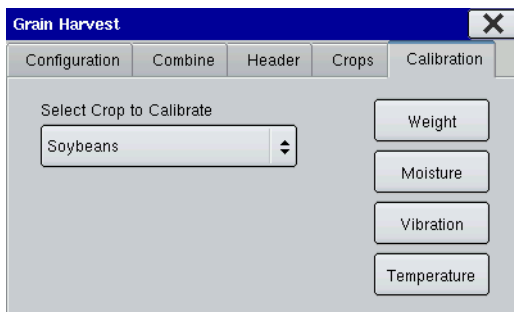 Grain Harvest
Configuration Combine Header Crops Calibration
Select Crop to Calibrate
Soybeans
Weight
Moisture
Vibration
Temperature